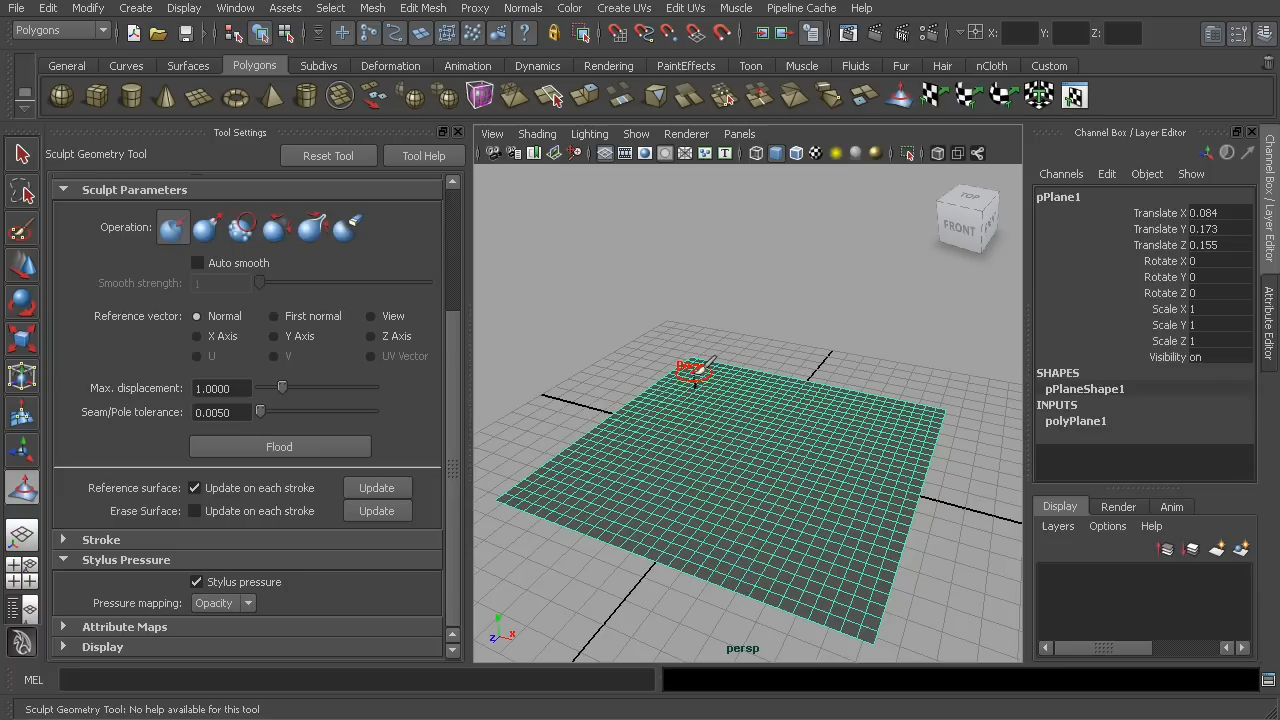 File Edit Modify Create Display Window Assets Select Mesh Edit Mesh Proxy Normals Color Create UVs Edit UVs Muscle Pipeline Cache Help
Polygons X: Y: Z:
General Curves Surfaces Polygons Subdivs Deformation Animation Dynamics Rendering PaintEffects Toon Muscle Fluids Fur Hair nCloth Custom
Tool Settings
Sculpt Geometry Tool Reset Tool Tool Help
Sculpt Parameters
Operation:
Auto smooth
Smooth strength: 1
Reference vector: Normal First normal View
X Axis Y Axis Z Axis
U V UV Vector
Max. displacement: 1.0000
Seam/Pole tolerance: 0.0050
Flood
Reference surface: Update on each stroke Update
Erase Surface: Update on each stroke Update
Stroke
Stylus Pressure
Stylus pressure
Pressure mapping: Opacity
Attribute Maps
Display
View Shading Lighting Show Renderer Panels
TOP
FRONT
y
z x
persp
Channel Box / Layer Editor
Channels Edit Object Show
pPlane1
Translate X 0.084
Translate Y 0.173
Translate Z 0.155
Rotate X 0
Rotate Y 0
Rotate Z 0
Scale X 1
Scale Y 1
Scale Z 1
Visibility on
SHAPES
pPlaneShape1
INPUTS
polyPlane1
Display Render Anim
Layers Options Help
Channel Box / Layer Editor
Attribute Editor
MEL
Sculpt Geometry Tool: No help available for this tool